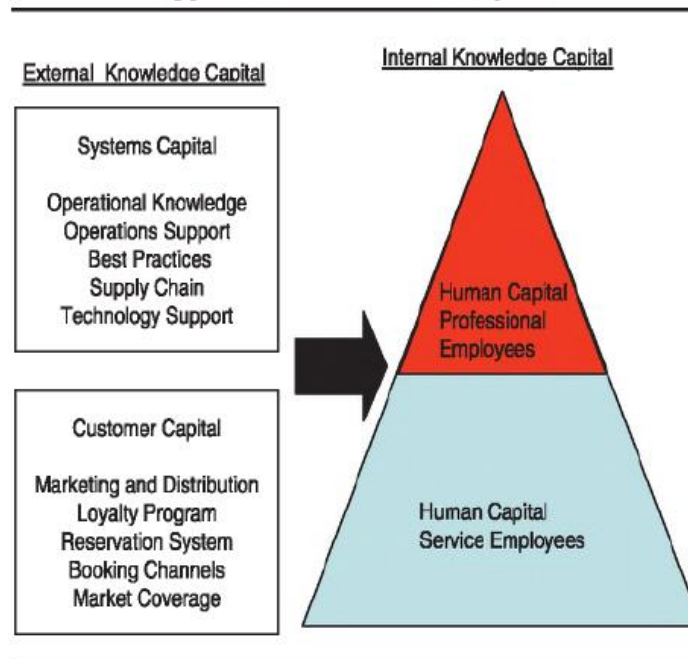 External Knowledge Capital
Systems Capital
Operational Knowledge
Operations Support
Best Practices
Supply Chain
Technology Support
Customer Capital
Marketing and Distribution
Loyalty Program
Reservation System
Booking Channels
Market Coverage
Internal Knowledge Capital
Human Capital
Professional
Employees
Human Capital
Service Employees